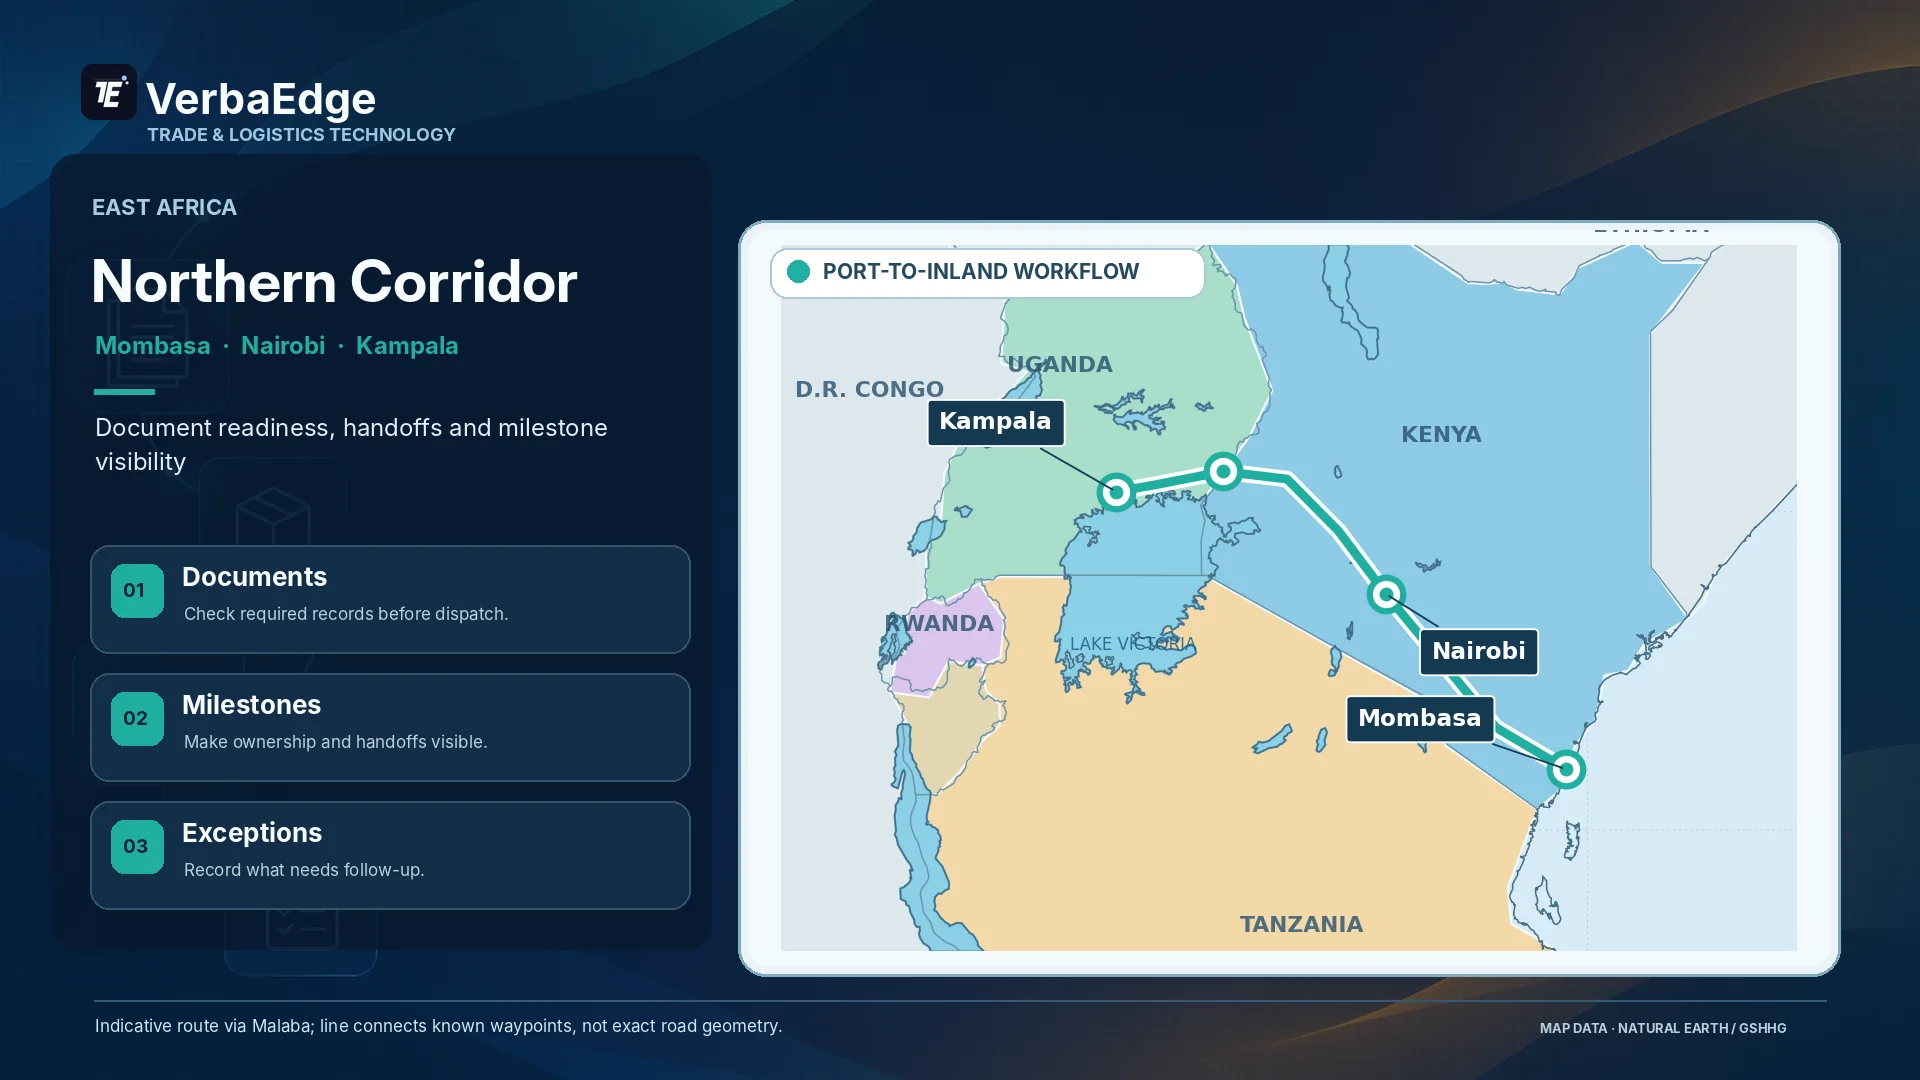 VerbaEdge
TRADE & LOGISTICS TECHNOLOGY
EAST AFRICA
Northern Corridor
Mombasa · Nairobi · Kampala
Document readiness, handoffs and milestone
visibility
01
Documents
Check required records before dispatch.
02
Milestones
Make ownership and handoffs visible.
03
Exceptions
Record what needs follow-up.
PORT-TO-INLAND WORKFLOW
UGANDA
D.R. CONGO
Kampala
KENYA
RWANDA
LAKE VICTORIA
Nairobi
Mombasa
TANZANIA
Indicative route via Malaba; line connects known waypoints, not exact road geometry.
MAP DATA · NATURAL EARTH / GSHHG